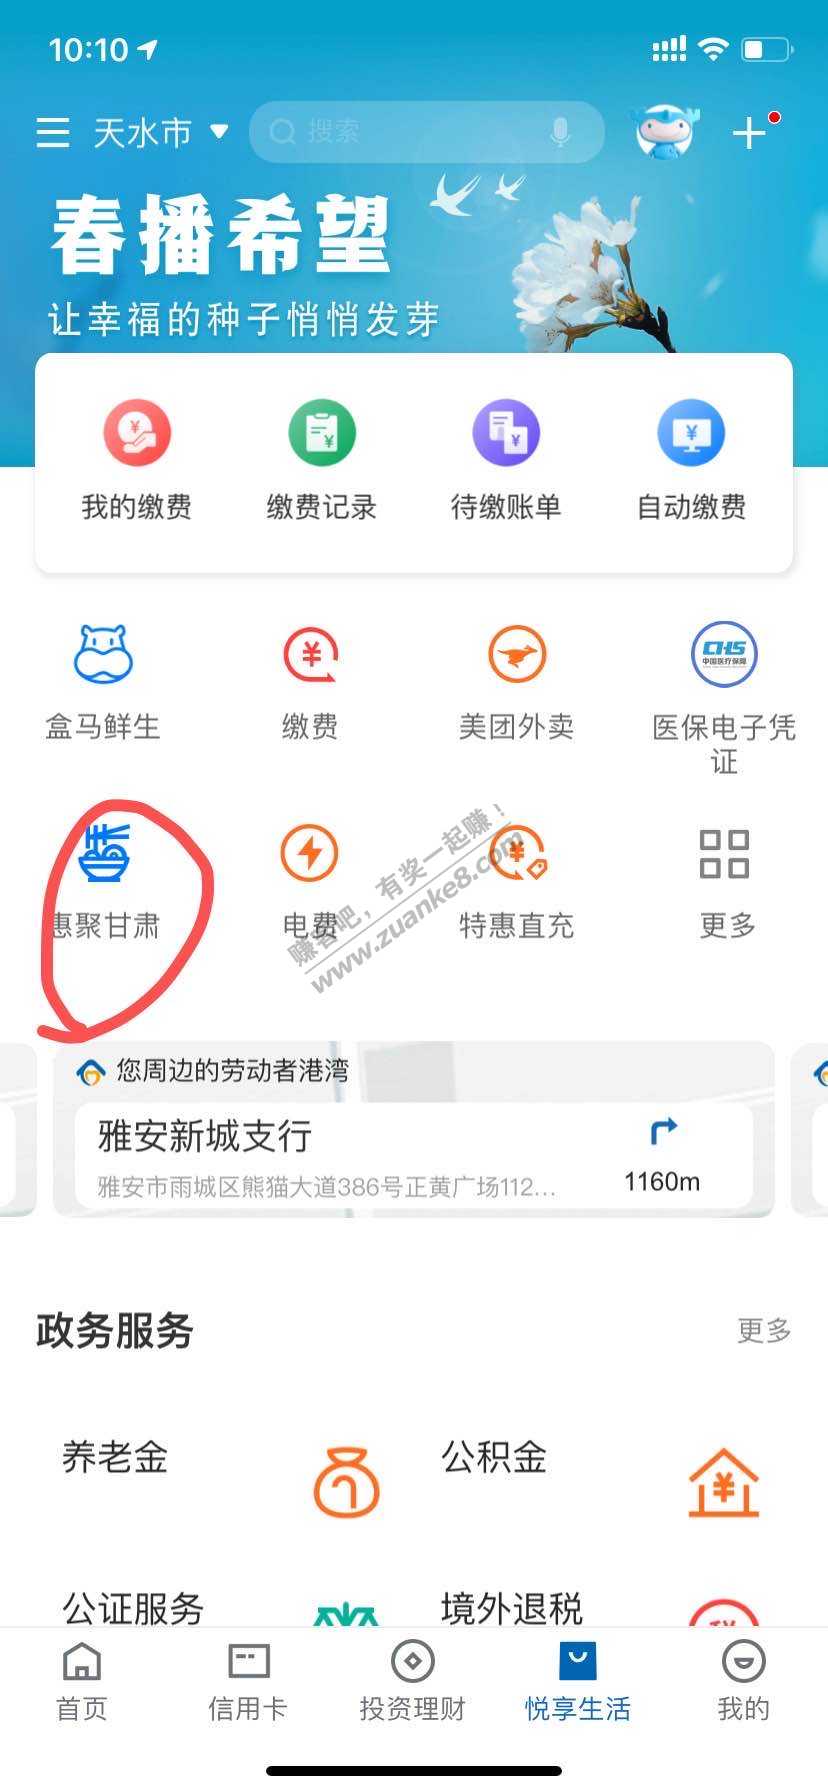 10:10
天水市
搜索
春播希望
让幸福的种子悄悄发芽
我的缴费
缴费记录
待缴账单
自动缴费
盒马鲜生
缴费
美团外卖
CHS
中国医疗保障
医保电子凭
证
惠聚甘肃
电费
特惠直充
更多
赚客吧，有奖一起赚！
www.zuanke8.com
您周边的劳动者港湾
雅安新城支行
雅安市雨城区熊猫大道386号正黄广场112...
1160m
政务服务
更多
养老金
公积金
公证服务
境外退税
首页
信用卡
投资理财
悦享生活
我的